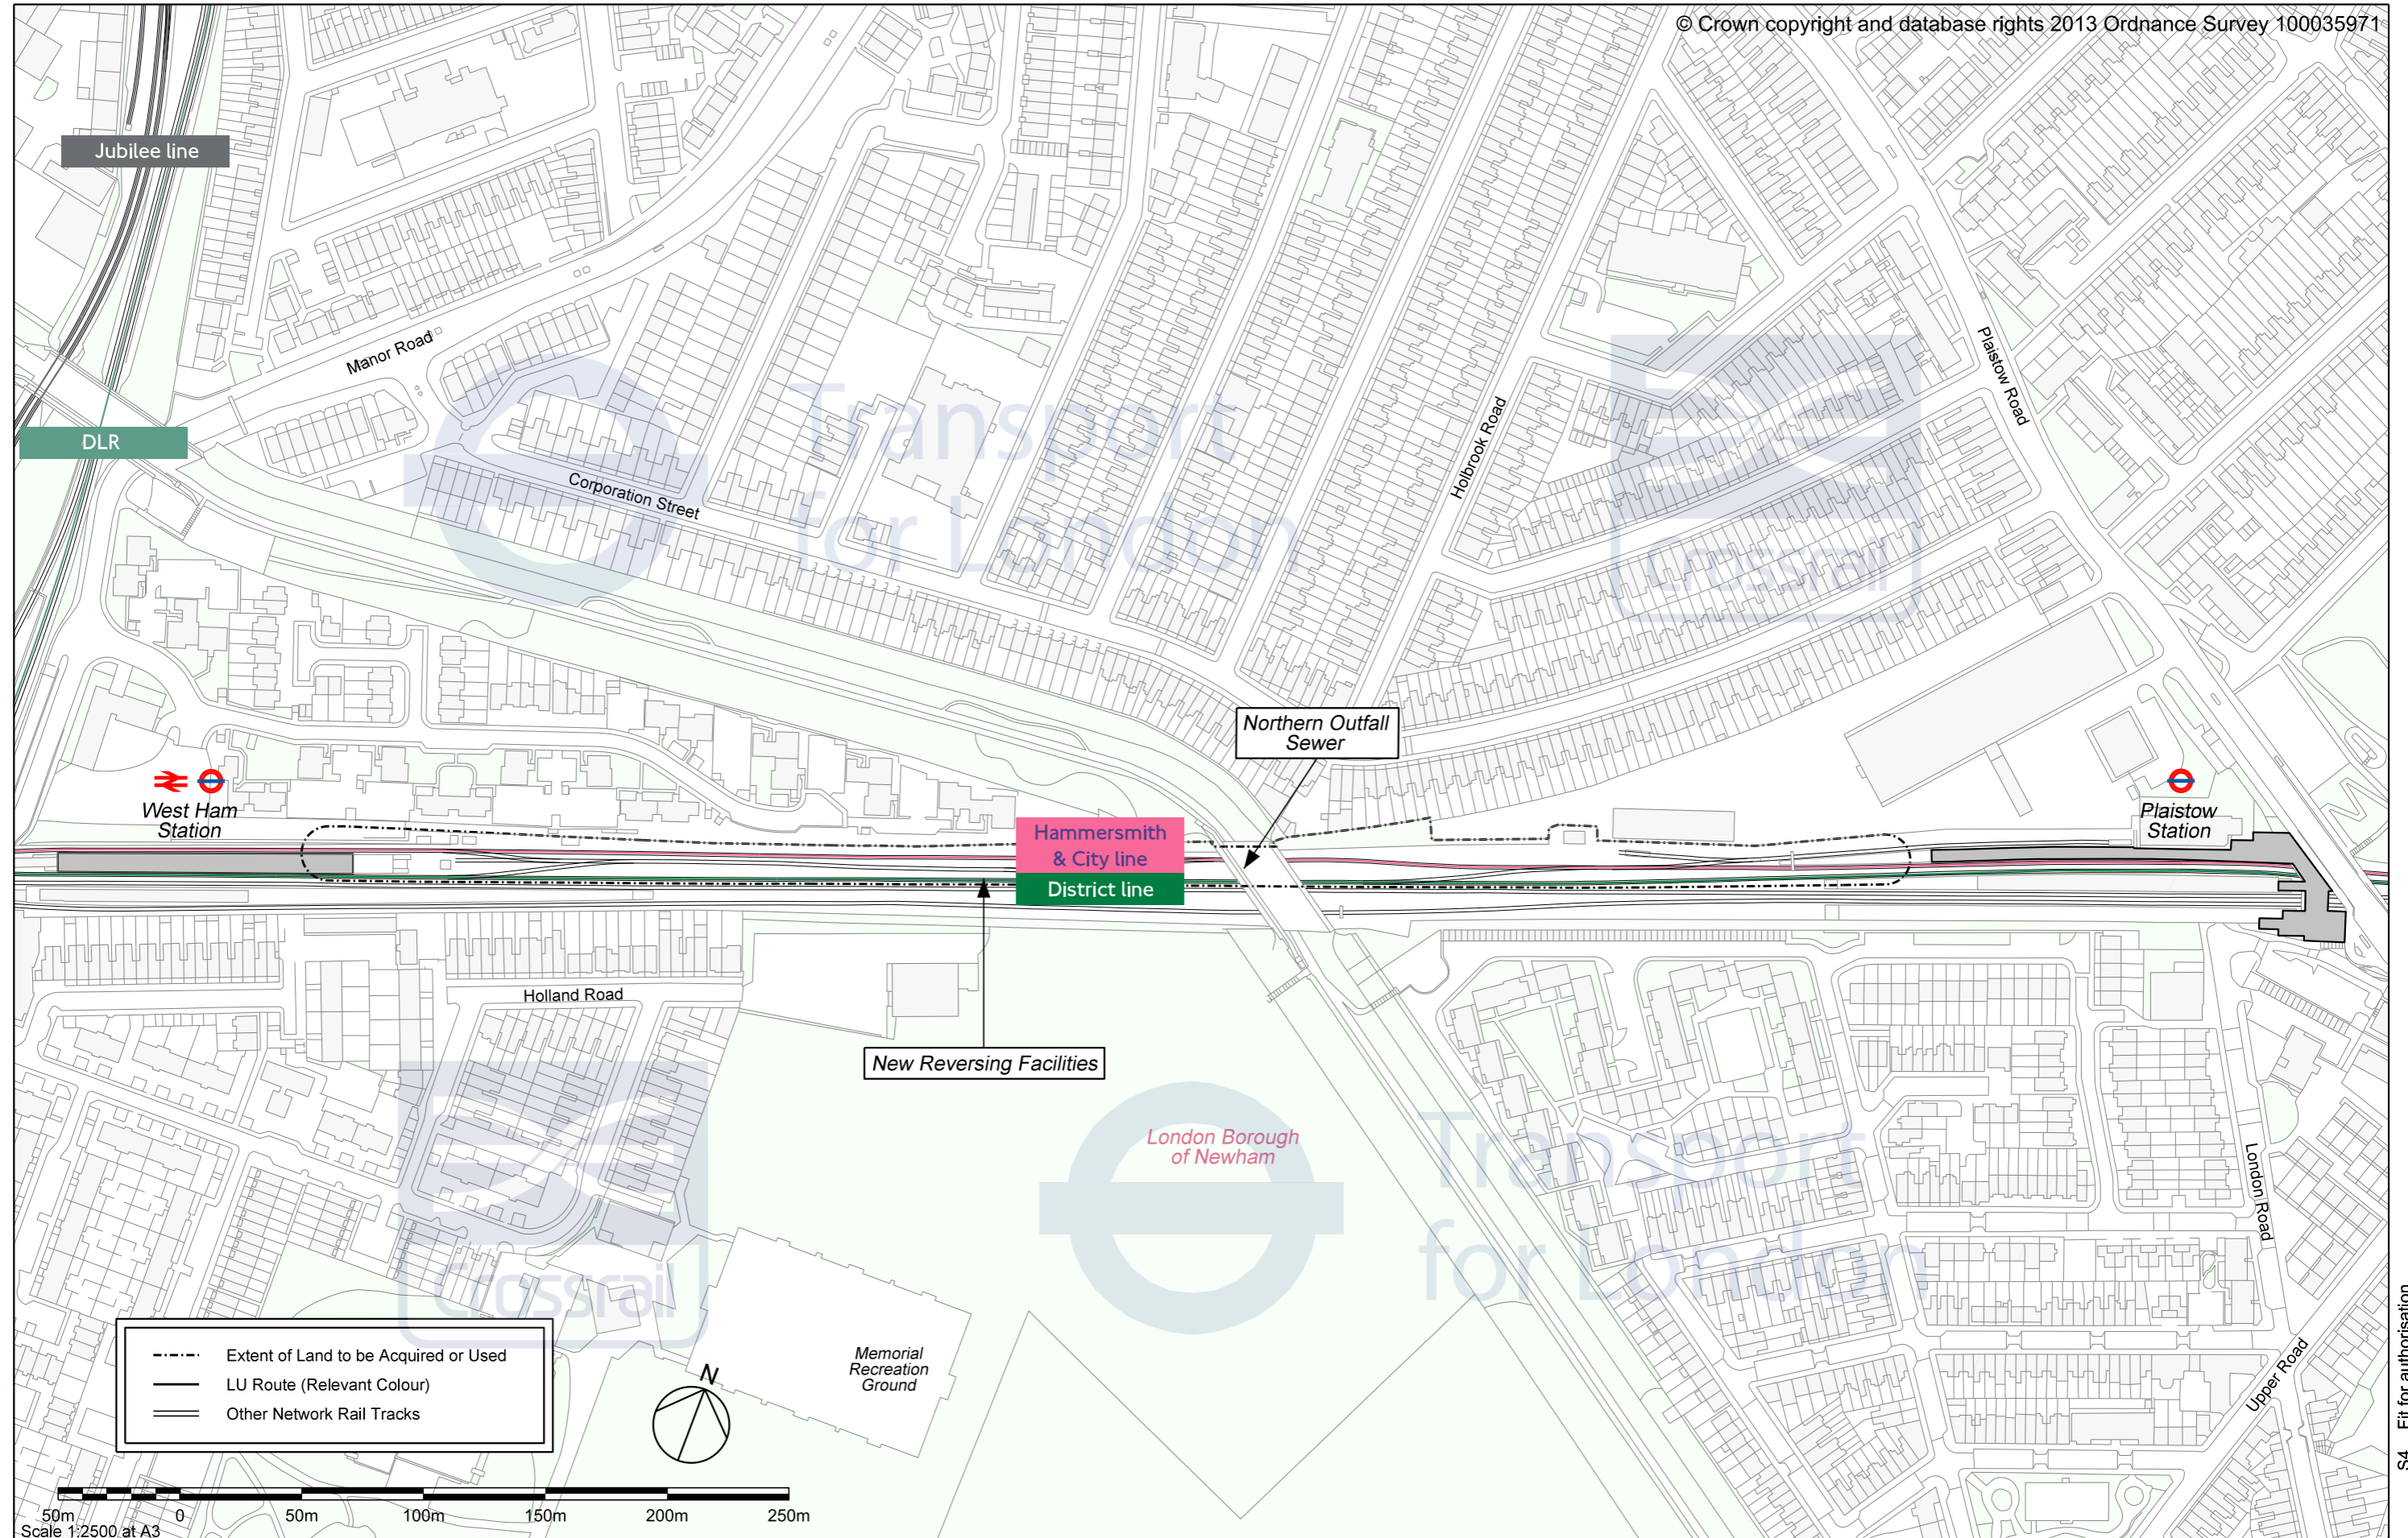 © Crown copyright and database rights 2013 Ordnance Survey 100035971
Jubilee line
Manor Road
DLR
Corporation Street
Transport
for London
Holbrook Road
Plaistow Road
Crossrail
Northern Outfall
Sewer
West Ham
Station
Hammersmith
& City line
District line
Plaistow
Station
Holland Road
New Reversing Facilities
London Borough
of Newham
Transport
for London
London Road
Crossrail
Memorial
Recreation
Ground
Upper Road
Extent of Land to be Acquired or Used
LU Route (Relevant Colour)
Other Network Rail Tracks
N
50m 0 50m 100m 150m 200m 250m
Scale 1:2500 at A3
S4 Fit for authorisation